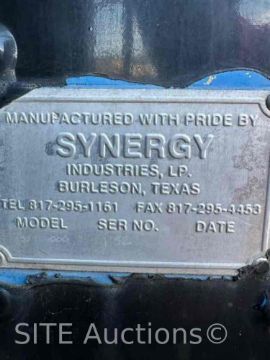 MANUFACTURED WITH PRIDE BY
SYNERGY
INDUSTRIES, LP.
BURLESON, TEXAS
TEL 817-295-1161 FAX 817-295-4453
MODEL SER NO. DATE
SITE Auctions ©